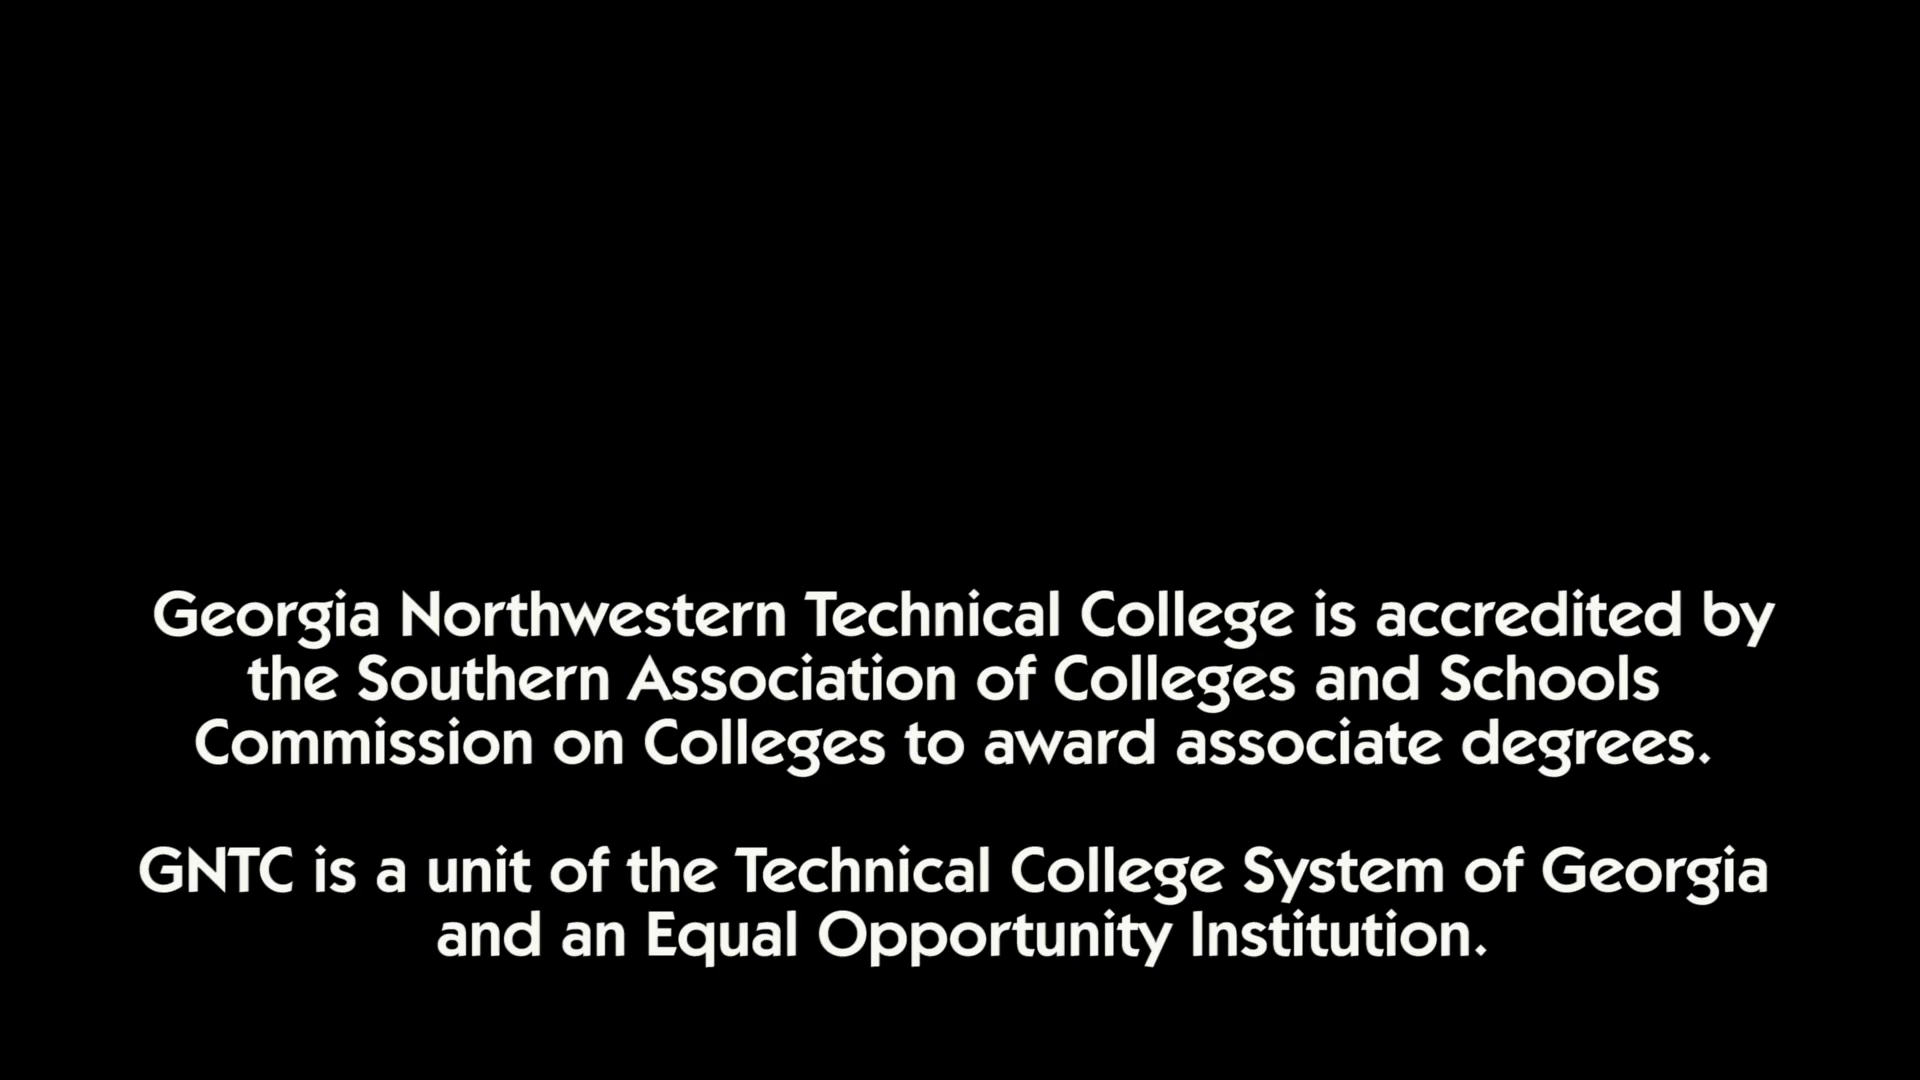 Georgia Northwestern Technical College is accredited by
the Southern Association of Colleges and Schools
Commission on Colleges to award associate degrees.
GNTC is a unit of the Technical College System of Georgia
and an Equal Opportunity Institution.